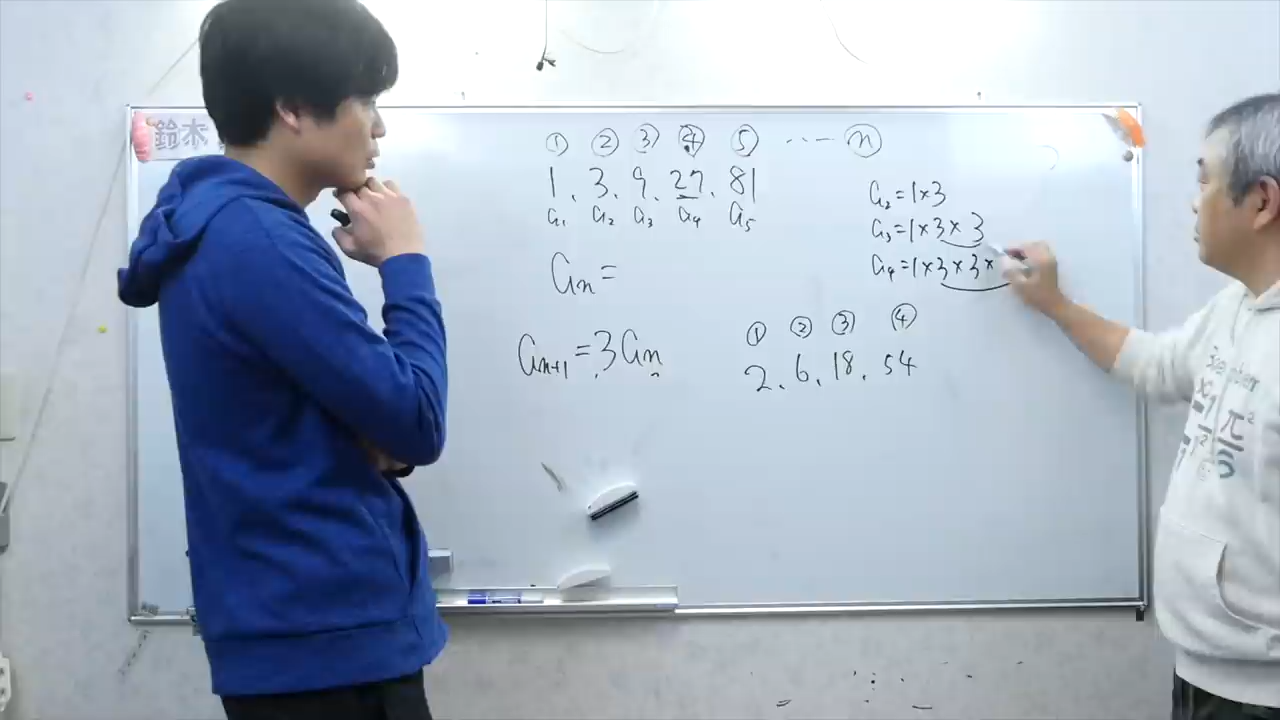 鈴木
① ② ③ ④ ⑤ ‥‥ ⓝ
1, 3, 9, 27, 81
a₁ a₂ a₃ a₄ a₅
aₙ=
aₙ₊₁=3aₙ
a₂=1×3
a₃=1×3×3
a₄=1×3×3×
① ② ③ ④
2, 6, 18, 54
π²